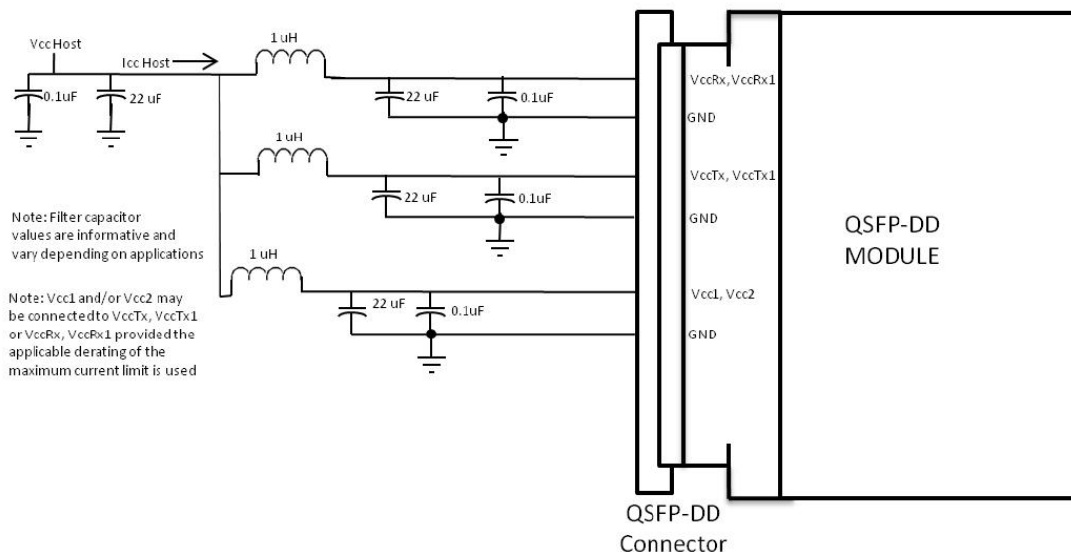 1 uH
Vcc Host
Icc Host
0.1uF
22 uF
22 uF
0.1uF
VccRx, VccRx1
GND
1 uH
22 uF
0.1uF
VccTx, VccTx1
GND
Note: Filter capacitor
values are informative and
vary depending on applications
QSFP-DD
MODULE
1 uH
Note: Vcc1 and/or Vcc2 may
be connected to VccTx, VccTx1
or VccRx, VccRx1 provided the
applicable derating of the
maximum current limit is used
22 uF
0.1uF
Vcc1, Vcc2
GND
QSFP-DD
Connector